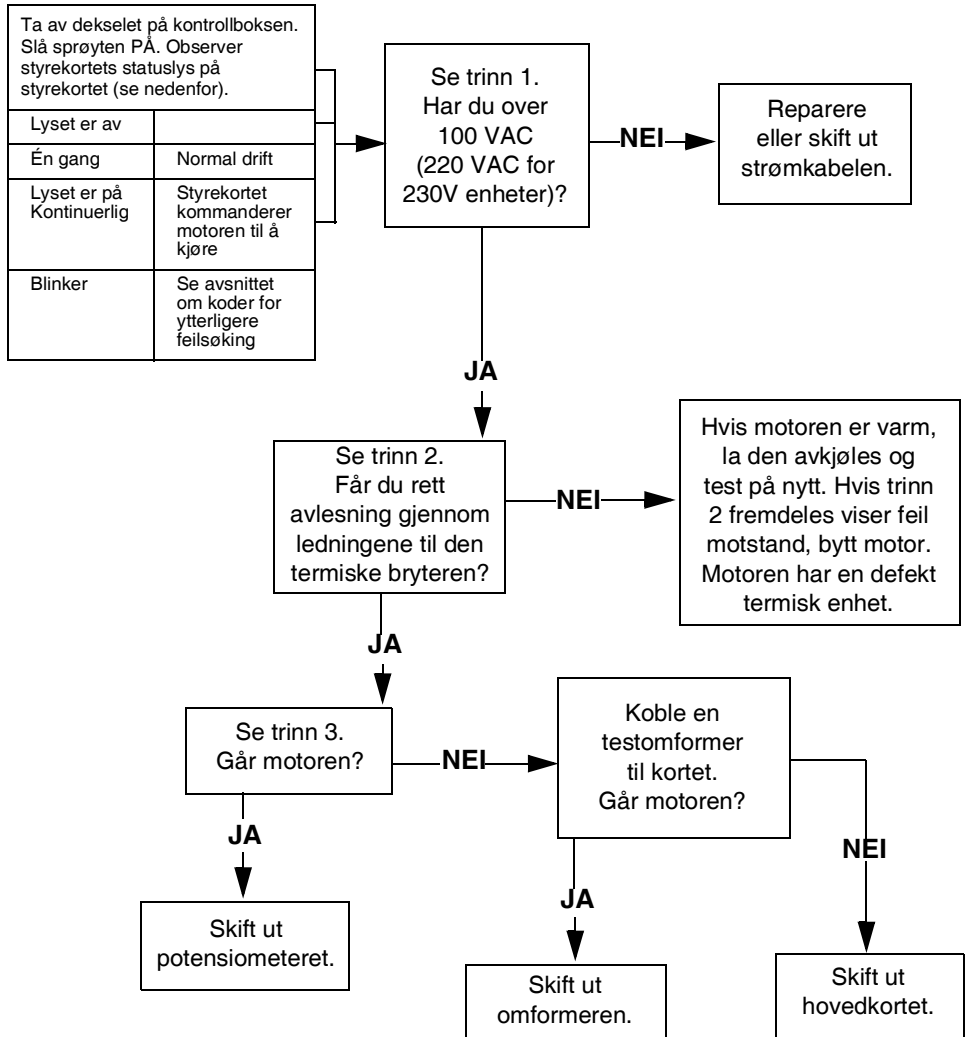 Ta av dekselet på kontrollboksen.
Slå sprøyten PÅ. Observer
styrekortets statuslys på
styrekortet (se nedenfor).
Lyset er av
Én gang
Normal drift
Lyset er på
Kontinuerlig
Styrekortet
kommanderer
motoren til å
kjøre
Blinker
Se avsnittet
om koder for
ytterligere
feilsøking
Se trinn 1.
Har du over
100 VAC
(220 VAC for
230V enheter)?
NEI
Reparere
eller skift ut
strømkabelen.
JA
Se trinn 2.
Får du rett
avlesning gjennom
ledningene til den
termiske bryteren?
NEI
Hvis motoren er varm,
la den avkjøles og
test på nytt. Hvis trinn
2 fremdeles viser feil
motstand, bytt motor.
Motoren har en defekt
termisk enhet.
JA
Se trinn 3.
Går motoren?
NEI
Koble en
testomformer
til kortet.
Går motoren?
JA
Skift ut
potensiometeret.
JA
Skift ut
omformeren.
NEI
Skift ut
hovedkortet.